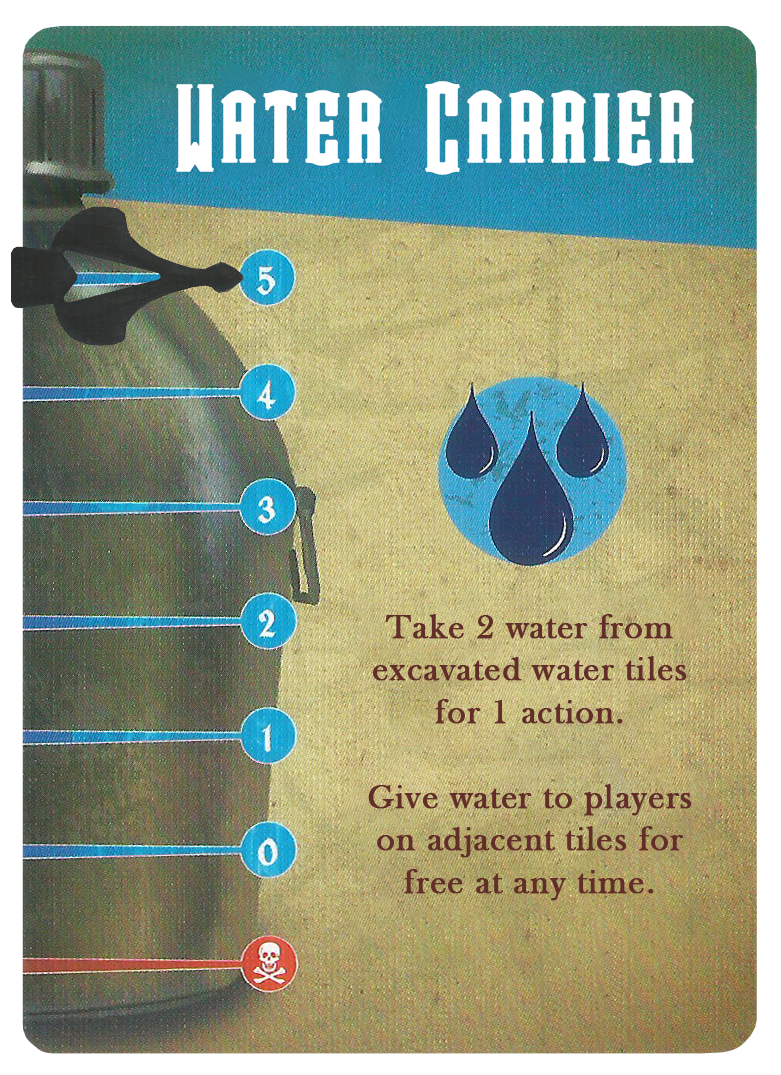 WATER CARRIER
5
4
3
2
1
0
Take 2 water from
excavated water tiles
for 1 action.
Give water to players
on adjacent tiles for
free at any time.